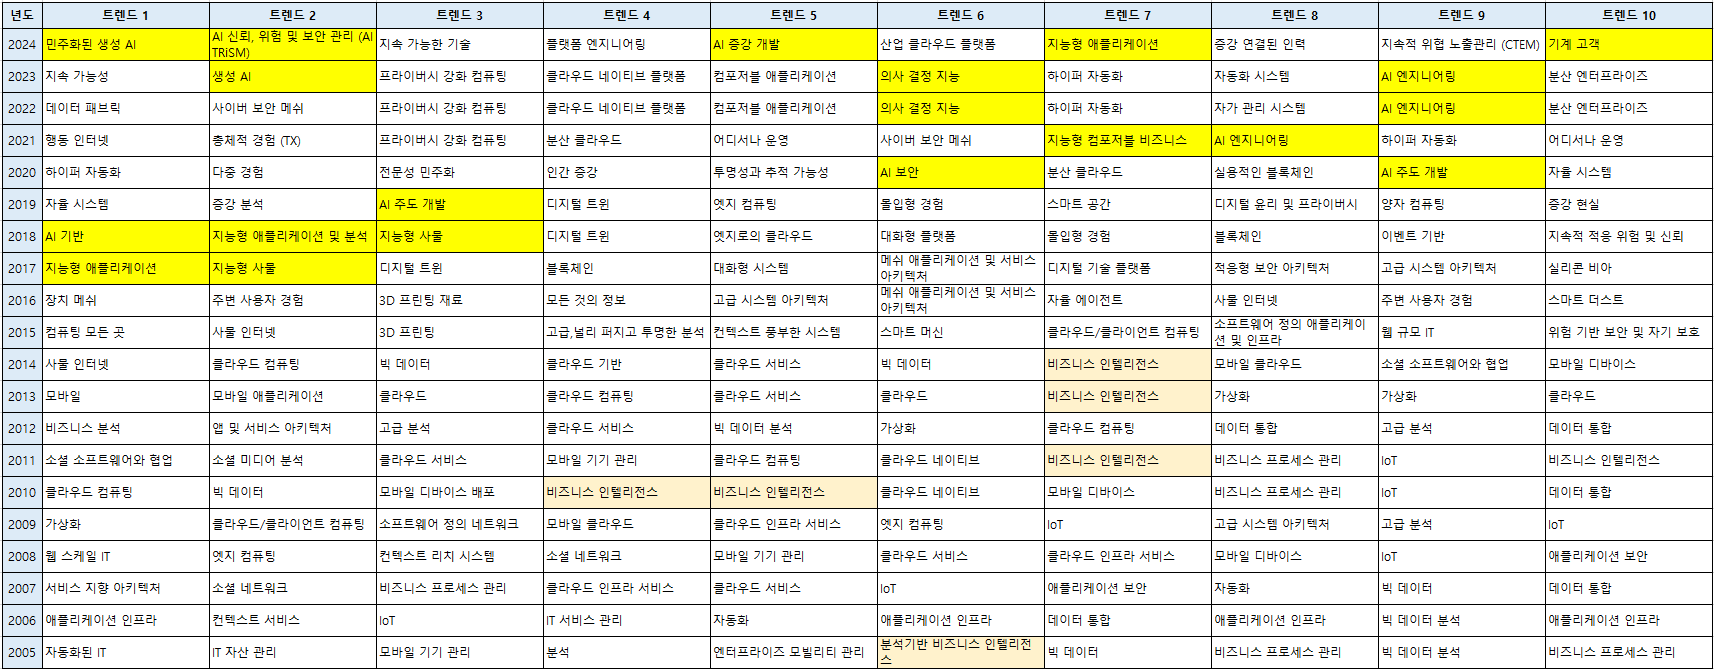 년도 트렌드 1 트렌드 2 트렌드 3 트렌드 4 트렌드 5 트렌드 6 트렌드 7 트렌드 8 트렌드 9 트렌드 10
2024 민주화된 생성 AI AI 신뢰, 위험 및 보안 관리 (AI TRiSM) 지속 가능한 기술 플랫폼 엔지니어링 AI 증강 개발 산업 클라우드 플랫폼 지능형 애플리케이션 증강 연결된 인력 지속적 위협 노출관리 (CTEM) 기계 고객
2023 지속 가능성 생성 AI 프라이버시 강화 컴퓨팅 클라우드 네이티브 플랫폼 컴포저블 애플리케이션 의사 결정 지능 하이퍼 자동화 자동화 시스템 AI 엔지니어링 분산 엔터프라이즈
2022 데이터 패브릭 사이버 보안 메쉬 프라이버시 강화 컴퓨팅 클라우드 네이티브 플랫폼 컴포저블 애플리케이션 의사 결정 지능 하이퍼 자동화 자가 관리 시스템 AI 엔지니어링 분산 엔터프라이즈
2021 행동 인터넷 총체적 경험 (TX) 프라이버시 강화 컴퓨팅 분산 클라우드 어디서나 운영 사이버 보안 메쉬 지능형 컴포저블 비즈니스 AI 엔지니어링 하이퍼 자동화 어디서나 운영
2020 하이퍼 자동화 다중 경험 전문성 민주화 인간 증강 투명성과 추적 가능성 AI 보안 분산 클라우드 실용적인 블록체인 AI 주도 개발 자율 시스템
2019 자율 시스템 증강 분석 AI 주도 개발 디지털 트윈 엣지 컴퓨팅 몰입형 경험 스마트 공간 디지털 윤리 및 프라이버시 양자 컴퓨팅 증강 현실
2018 AI 기반 지능형 애플리케이션 및 분석 지능형 사물 디지털 트윈 엣지로의 클라우드 대화형 플랫폼 몰입형 경험 블록체인 이벤트 기반 지속적 적응 위험 및 신뢰
2017 지능형 애플리케이션 지능형 사물 디지털 트윈 블록체인 대화형 시스템 메쉬 애플리케이션 및 서비스 아키텍처 디지털 기술 플랫폼 적응형 보안 아키텍처 고급 시스템 아키텍처 실리콘 비아
2016 장치 메쉬 주변 사용자 경험 3D 프린팅 재료 모든 것의 정보 고급 시스템 아키텍처 메쉬 애플리케이션 및 서비스 아키텍처 자율 에이전트 사물 인터넷 주변 사용자 경험 스마트 더스트
2015 컴퓨팅 모든 곳 사물 인터넷 3D 프린팅 고급,널리 퍼지고 투명한 분석 컨텍스트 풍부한 시스템 스마트 머신 클라우드/클라이언트 컴퓨팅 소프트웨어 정의 애플리케이션 및 인프라 웹 규모 IT 위험 기반 보안 및 자기 보호
2014 사물 인터넷 클라우드 컴퓨팅 빅 데이터 클라우드 기반 클라우드 서비스 빅 데이터 비즈니스 인텔리전스 모바일 클라우드 소셜 소프트웨어와 협업 모바일 디바이스
2013 모바일 모바일 애플리케이션 클라우드 클라우드 컴퓨팅 클라우드 서비스 클라우드 비즈니스 인텔리전스 가상화 가상화 클라우드
2012 비즈니스 분석 앱 및 서비스 아키텍처 고급 분석 클라우드 서비스 빅 데이터 분석 가상화 클라우드 컴퓨팅 데이터 통합 고급 분석 데이터 통합
2011 소셜 소프트웨어와 협업 소셜 미디어 분석 클라우드 서비스 모바일 기기 관리 클라우드 컴퓨팅 클라우드 네이티브 비즈니스 인텔리전스 비즈니스 프로세스 관리 IoT 비즈니스 인텔리전스
2010 클라우드 컴퓨팅 빅 데이터 모바일 디바이스 배포 비즈니스 인텔리전스 비즈니스 인텔리전스 클라우드 네이티브 모바일 디바이스 비즈니스 프로세스 관리 IoT 데이터 통합
2009 가상화 클라우드/클라이언트 컴퓨팅 소프트웨어 정의 네트워크 모바일 클라우드 클라우드 인프라 서비스 엣지 컴퓨팅 IoT 고급 시스템 아키텍처 고급 분석 IoT
2008 웹 스케일 IT 엣지 컴퓨팅 컨텍스트 리치 시스템 소셜 네트워크 모바일 기기 관리 클라우드 서비스 클라우드 인프라 서비스 모바일 디바이스 IoT 애플리케이션 보안
2007 서비스 지향 아키텍처 소셜 네트워크 비즈니스 프로세스 관리 클라우드 인프라 서비스 클라우드 서비스 IoT 애플리케이션 보안 자동화 빅 데이터 데이터 통합
2006 애플리케이션 인프라 컨텍스트 서비스 IoT IT 서비스 관리 자동화 애플리케이션 인프라 데이터 통합 애플리케이션 인프라 빅 데이터 분석 애플리케이션 인프라
2005 자동화된 IT IT 자산 관리 모바일 기기 관리 분석 엔터프라이즈 모빌리티 관리 분석기반 비즈니스 인텔리전스 빅 데이터 비즈니스 프로세스 관리 빅 데이터 분석 비즈니스 프로세스 관리